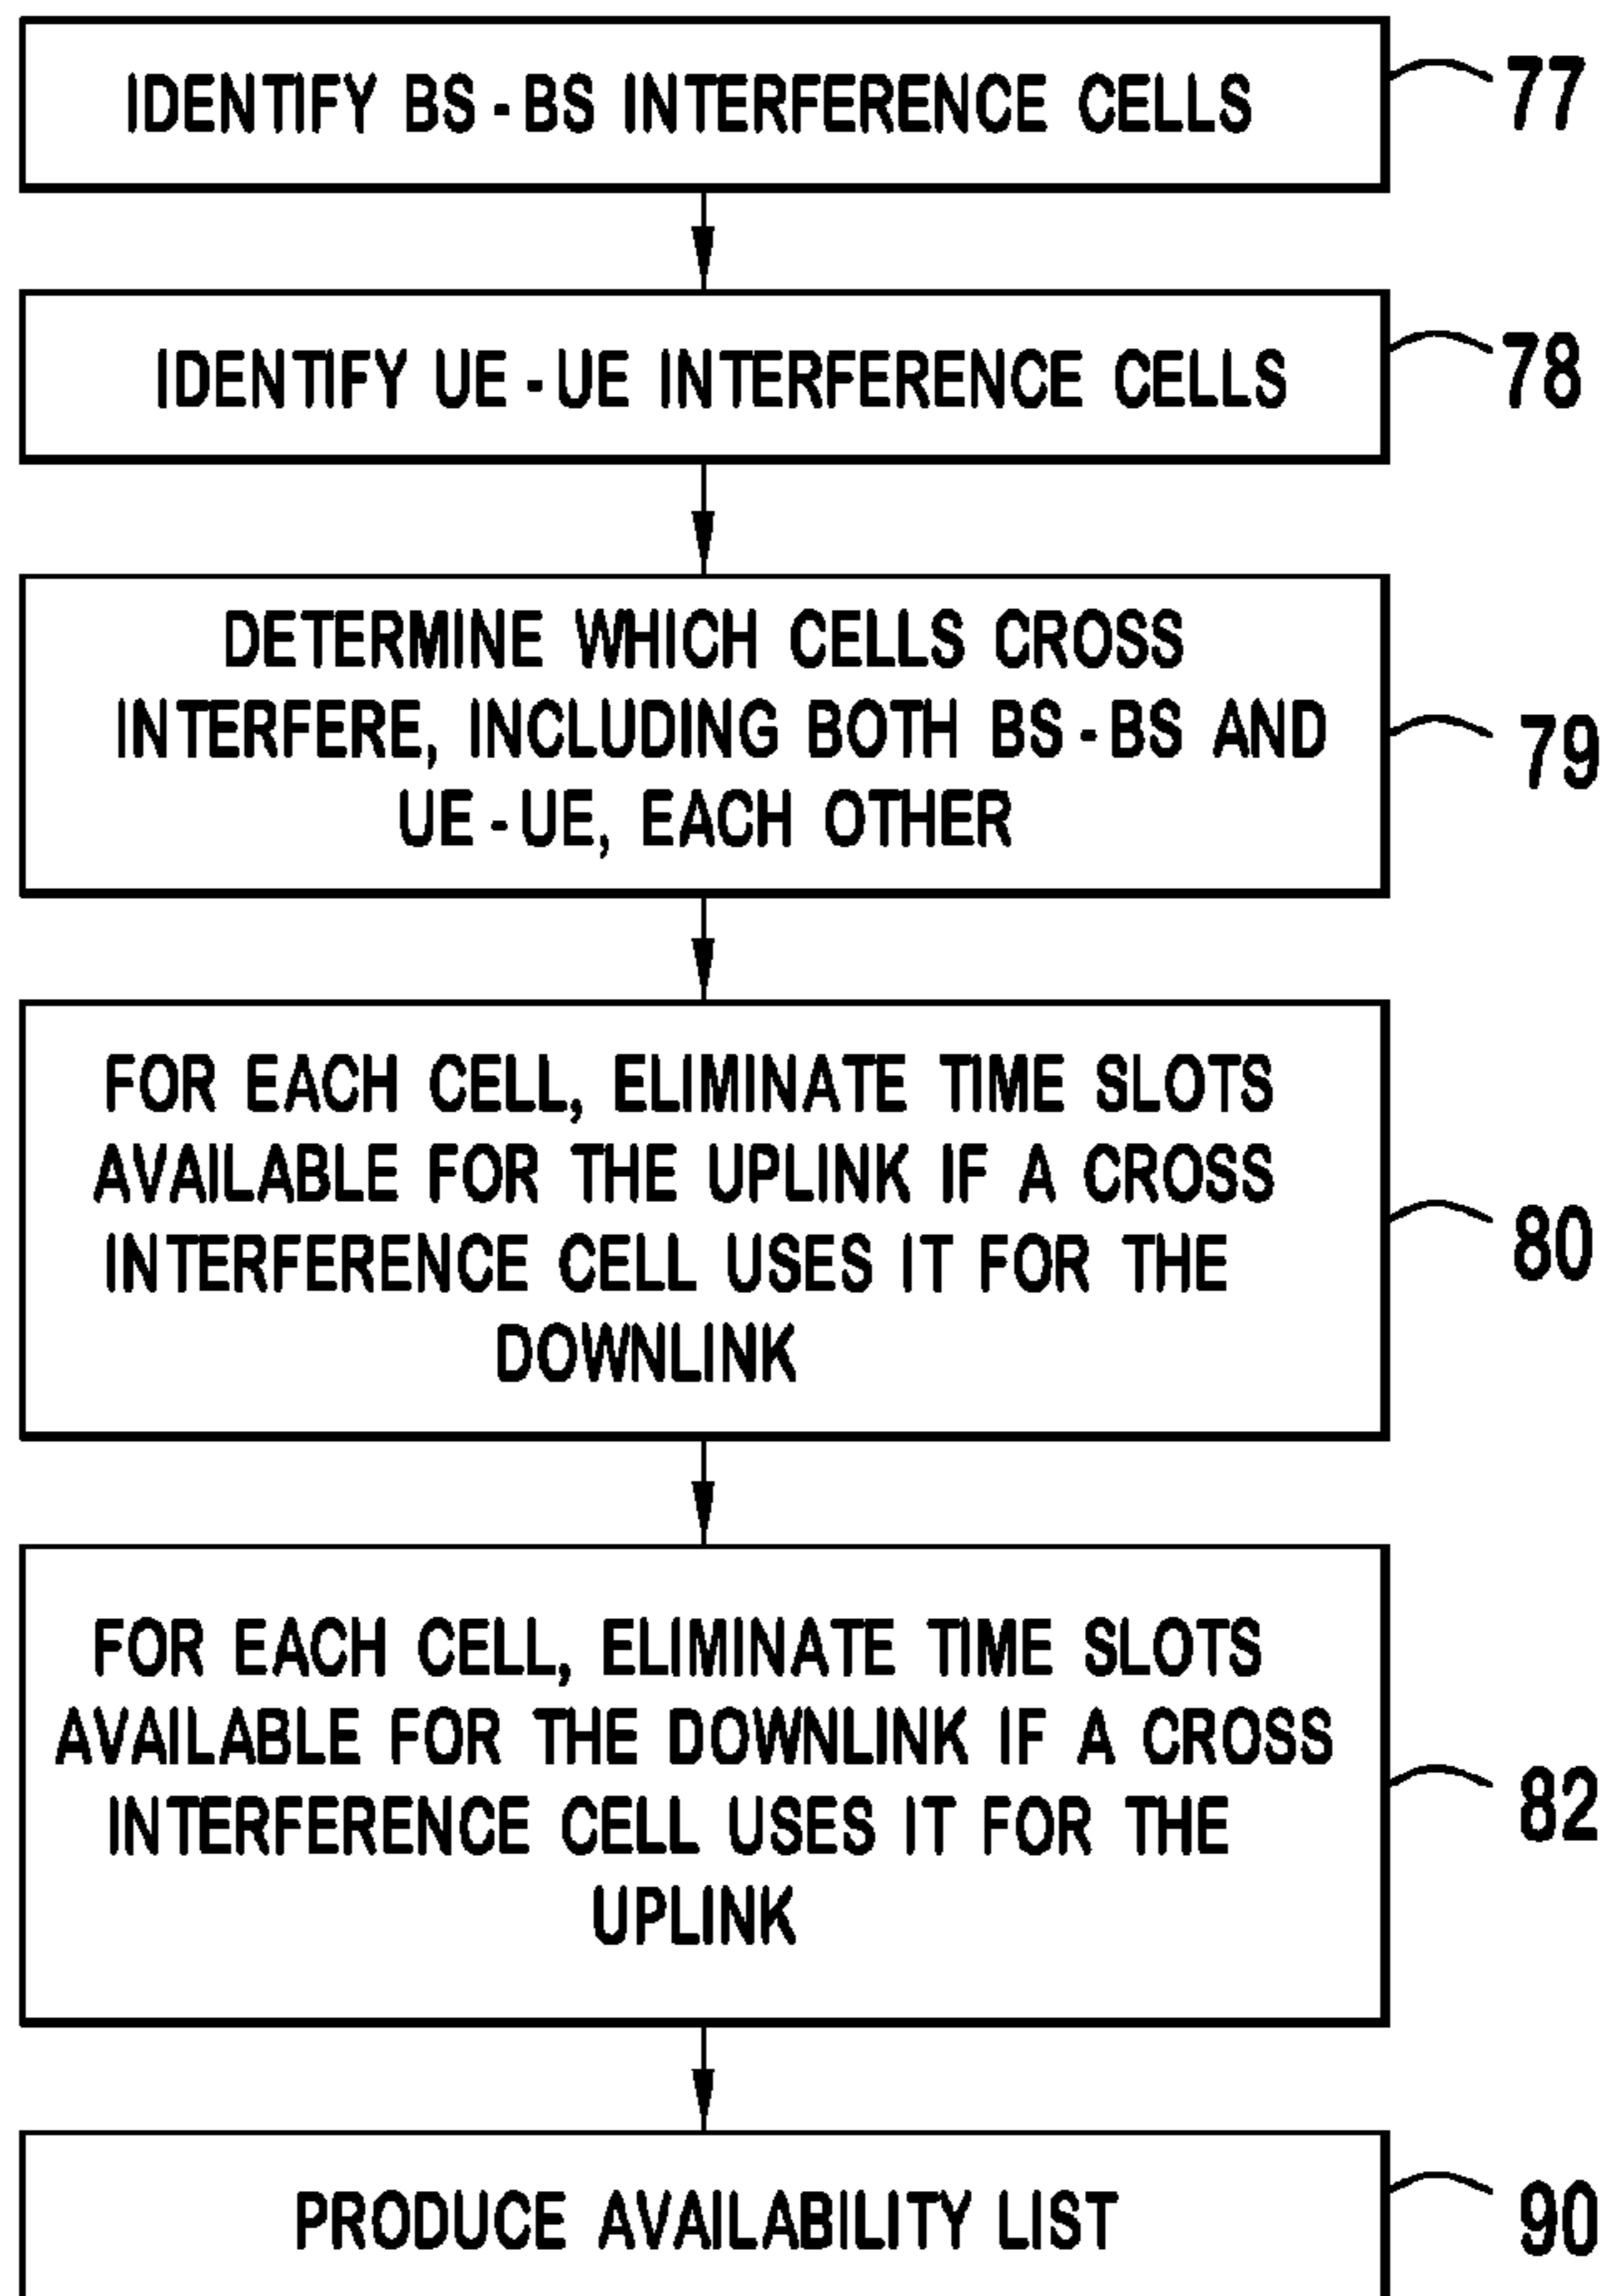 IDENTIFY BS-BS INTERFERENCE CELLS
77
IDENTIFY UE-UE INTERFERENCE CELLS
78
DETERMINE WHICH CELLS CROSS
INTERFERE, INCLUDING BOTH BS-BS AND
UE-UE, EACH OTHER
79
FOR EACH CELL, ELIMINATE TIME SLOTS
AVAILABLE FOR THE UPLINK IF A CROSS
INTERFERENCE CELL USES IT FOR THE
DOWNLINK
80
FOR EACH CELL, ELIMINATE TIME SLOTS
AVAILABLE FOR THE DOWNLINK IF A CROSS
INTERFERENCE CELL USES IT FOR THE
UPLINK
82
PRODUCE AVAILABILITY LIST
90